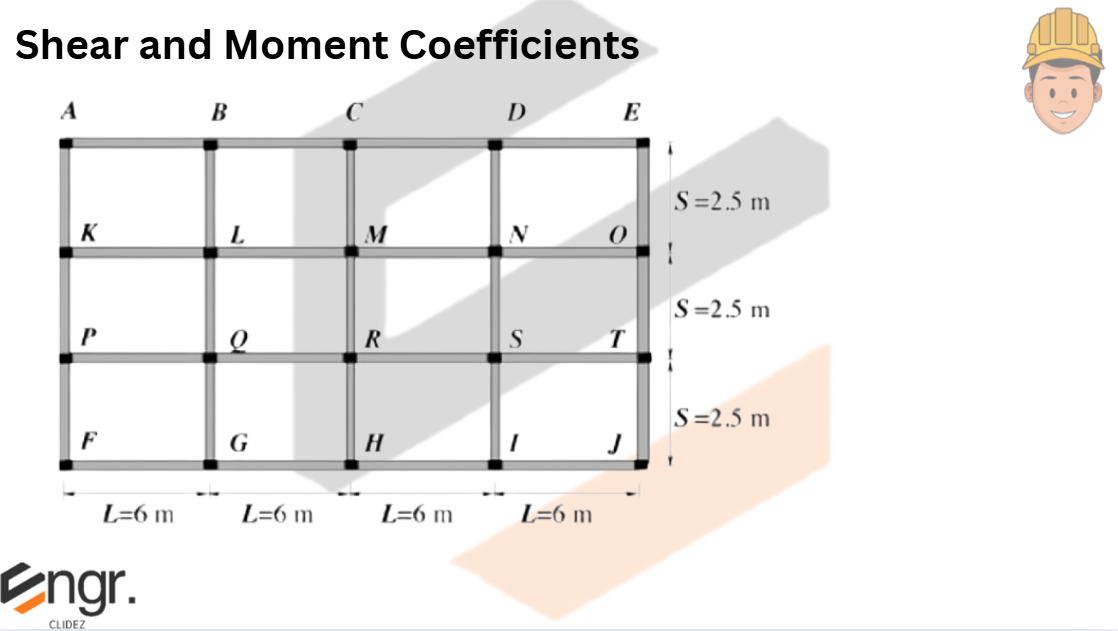 Shear and Moment Coefficients
A B C D E
S=2.5 m
K L M N O
S=2.5 m
P Q R S T
S=2.5 m
F G H I J
L=6 m L=6 m L=6 m L=6 m
Engr.
CLIDEZ